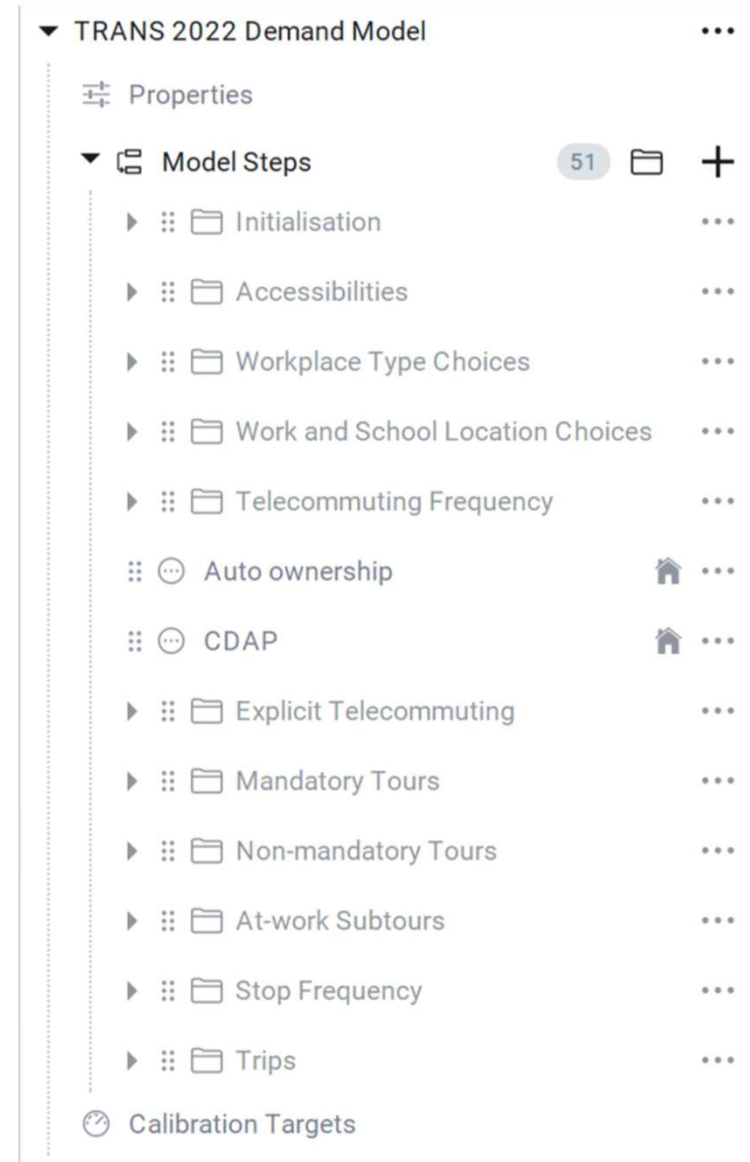 TRANS 2022 Demand Model
Properties
Model Steps 51
Initialisation
Accessibilities
Workplace Type Choices
Work and School Location Choices
Telecommuting Frequency
Auto ownership
CDAP
Explicit Telecommuting
Mandatory Tours
Non-mandatory Tours
At-work Subtours
Stop Frequency
Trips
Calibration Targets